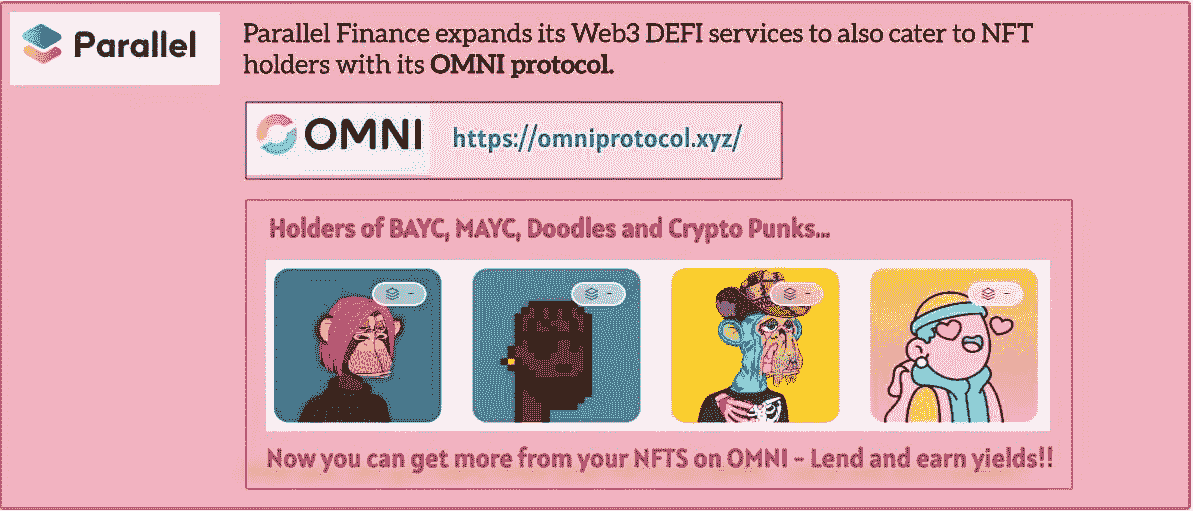 Parallel
Parallel Finance expands its Web3 DEFI services to also cater to NFT
holders with its OMNI protocol.
OMNI
https://omniprotocol.xyz/
Holders of BAYC, MAYC, Doodles and Crypto Punks...
Now you can get more from your NFTS on OMNI - Lend and earn yields!!